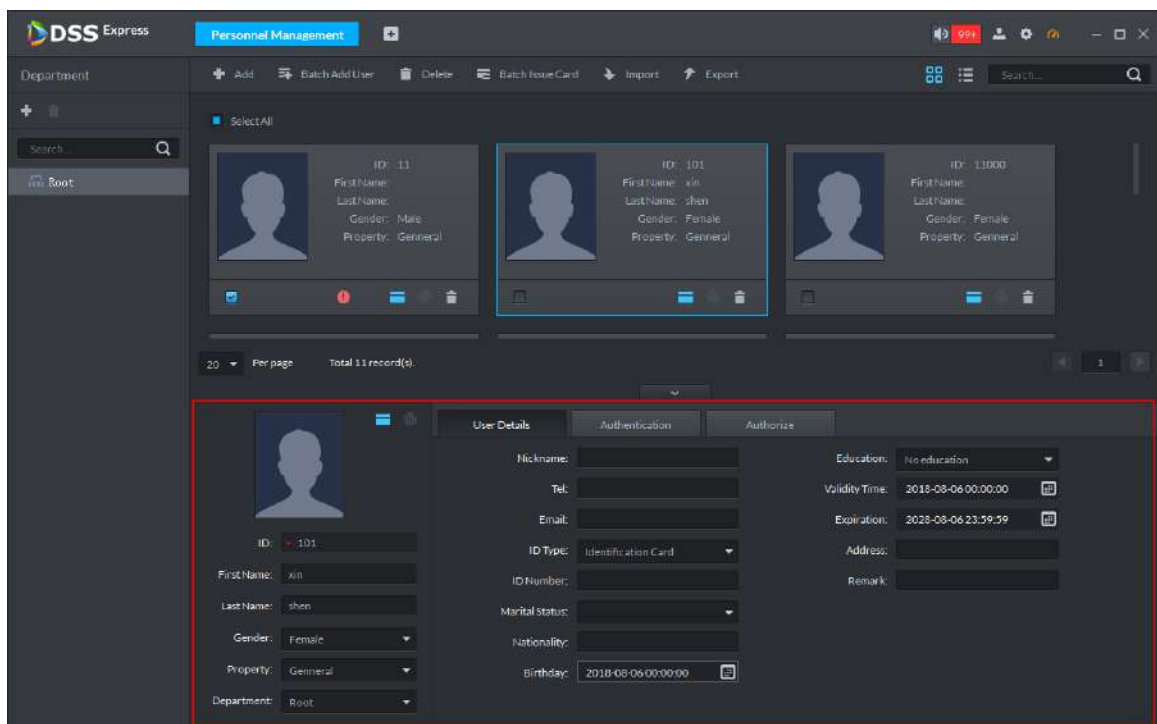 DSS Express
Personnel Management
99+
Department
Add Batch Add User Delete Batch Issue Card Import Export Search...
Select All
Search...
Root
ID: 11
First Name:
Last Name:
Gender: Male
Property: Genneral
ID: 101
First Name: xin
Last Name: shen
Gender: Female
Property: Genneral
ID: 11000
First Name:
Last Name:
Gender: Female
Property: Genneral
20 Per page Total 11 record(s). 1
ID: * 101
First Name: xin
Last Name: shen
Gender: Female
Property: Genneral
Department: Root
User Details Authentication Authorize
Nickname:
Tel:
Email:
ID Type: Identification Card
ID Number:
Marital Status:
Nationality:
Birthday: 2018-08-06 00:00:00
Education: No education
Validity Time: 2018-08-06 00:00:00
Expiration: 2028-08-06 23:59:59
Address:
Remark: